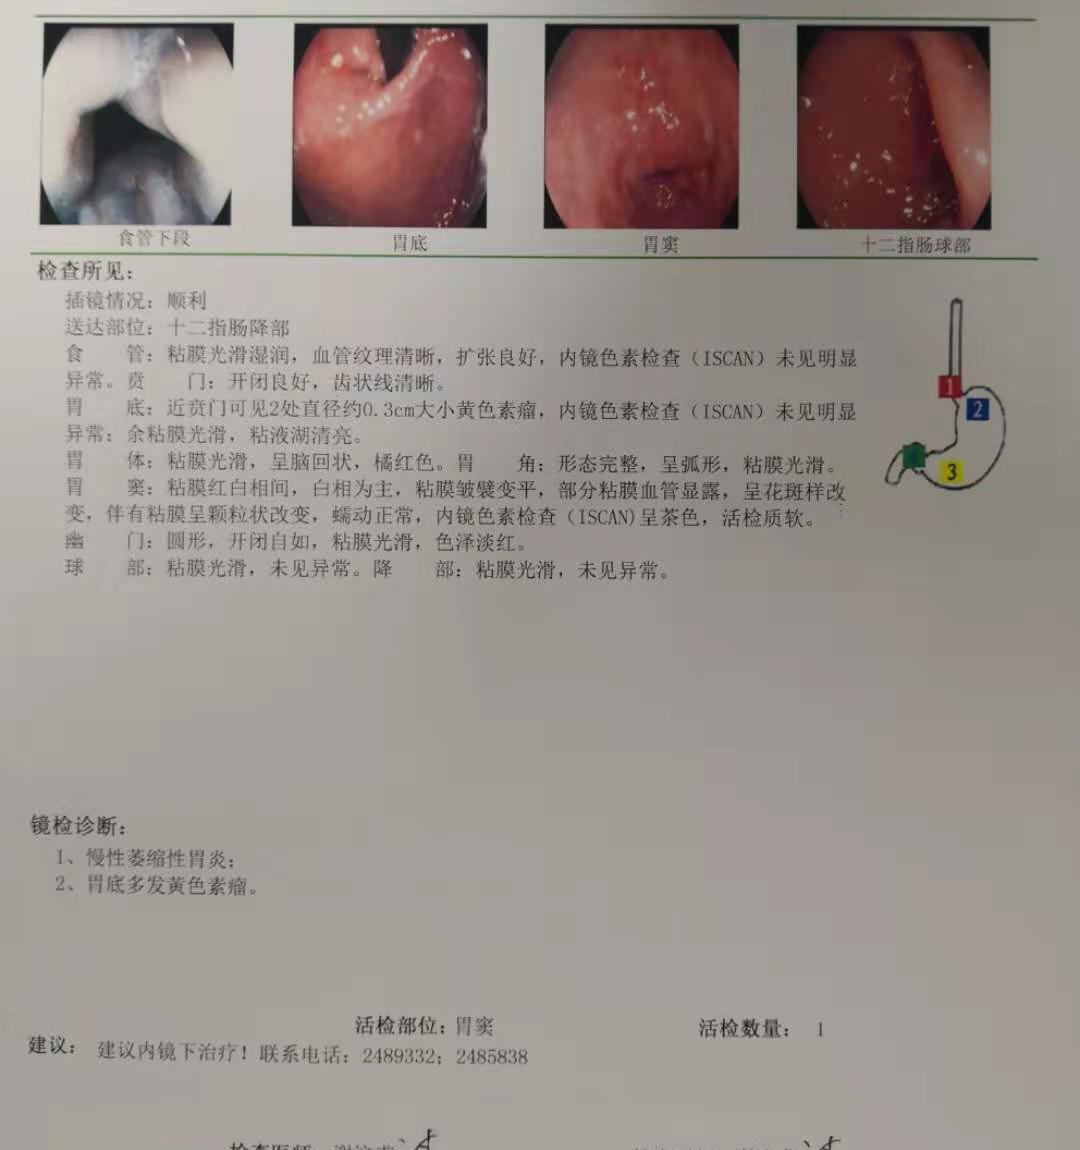 食管下段
胃底
胃窦
十二指肠球部
检查所见：
插镜情况：顺利
送达部位：十二指肠降部
食　　管：粘膜光滑湿润，血管纹理清晰，扩张良好，内镜色素检查（ISCAN）未见明显
异常。贲　　门：开闭良好，齿状线清晰。
胃　　底：近贲门可见2处直径约0.3cm大小黄色素瘤，内镜色素检查（ISCAN）未见明显
异常；余粘膜光滑，粘液湖清亮。
胃　　体：粘膜光滑，呈脑回状，橘红色。胃　　角：形态完整，呈弧形，粘膜光滑。
胃　　窦：粘膜红白相间，白相为主，粘膜皱襞变平，部分粘膜血管显露，呈花斑样改
变，伴有粘膜呈颗粒状改变，蠕动正常，内镜色素检查（ISCAN)呈茶色，活检质软。
幽　　门：圆形，开闭自如，粘膜光滑，色泽淡红。
球　　部：粘膜光滑，未见异常。降　　部：粘膜光滑，未见异常。
1
2
3
镜检诊断：
1、慢性萎缩性胃炎；
2、胃底多发黄色素瘤。
活检部位：胃窦
活检数量：1
建议：建议内镜下治疗！联系电话：2489332；2485838